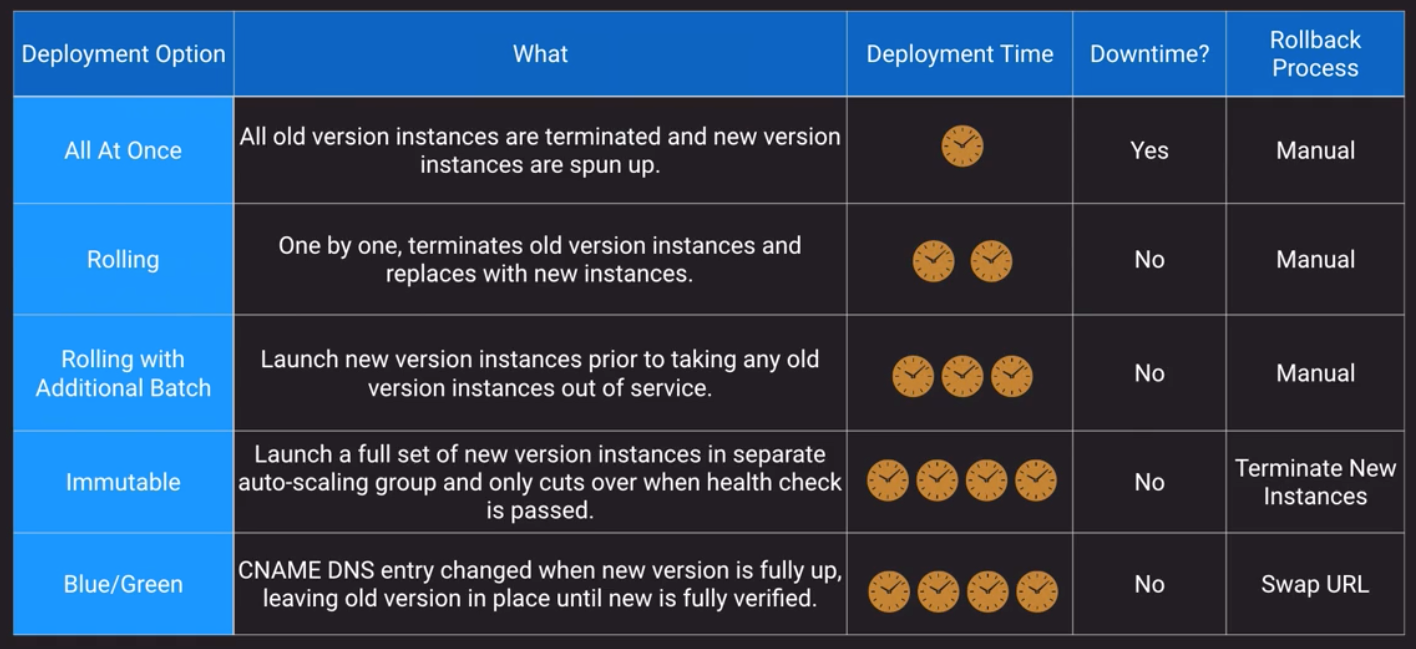 Deployment Option
What
Deployment Time
Downtime?
Rollback
Process
All At Once
All old version instances are terminated and new version
instances are spun up.
Yes
Manual
Rolling
One by one, terminates old version instances and
replaces with new instances.
No
Manual
Rolling with
Additional Batch
Launch new version instances prior to taking any old
version instances out of service.
No
Manual
Immutable
Launch a full set of new version instances in separate
auto-scaling group and only cuts over when health check
is passed.
No
Terminate New
Instances
Blue/Green
CNAME DNS entry changed when new version is fully up,
leaving old version in place until new is fully verified.
No
Swap URL